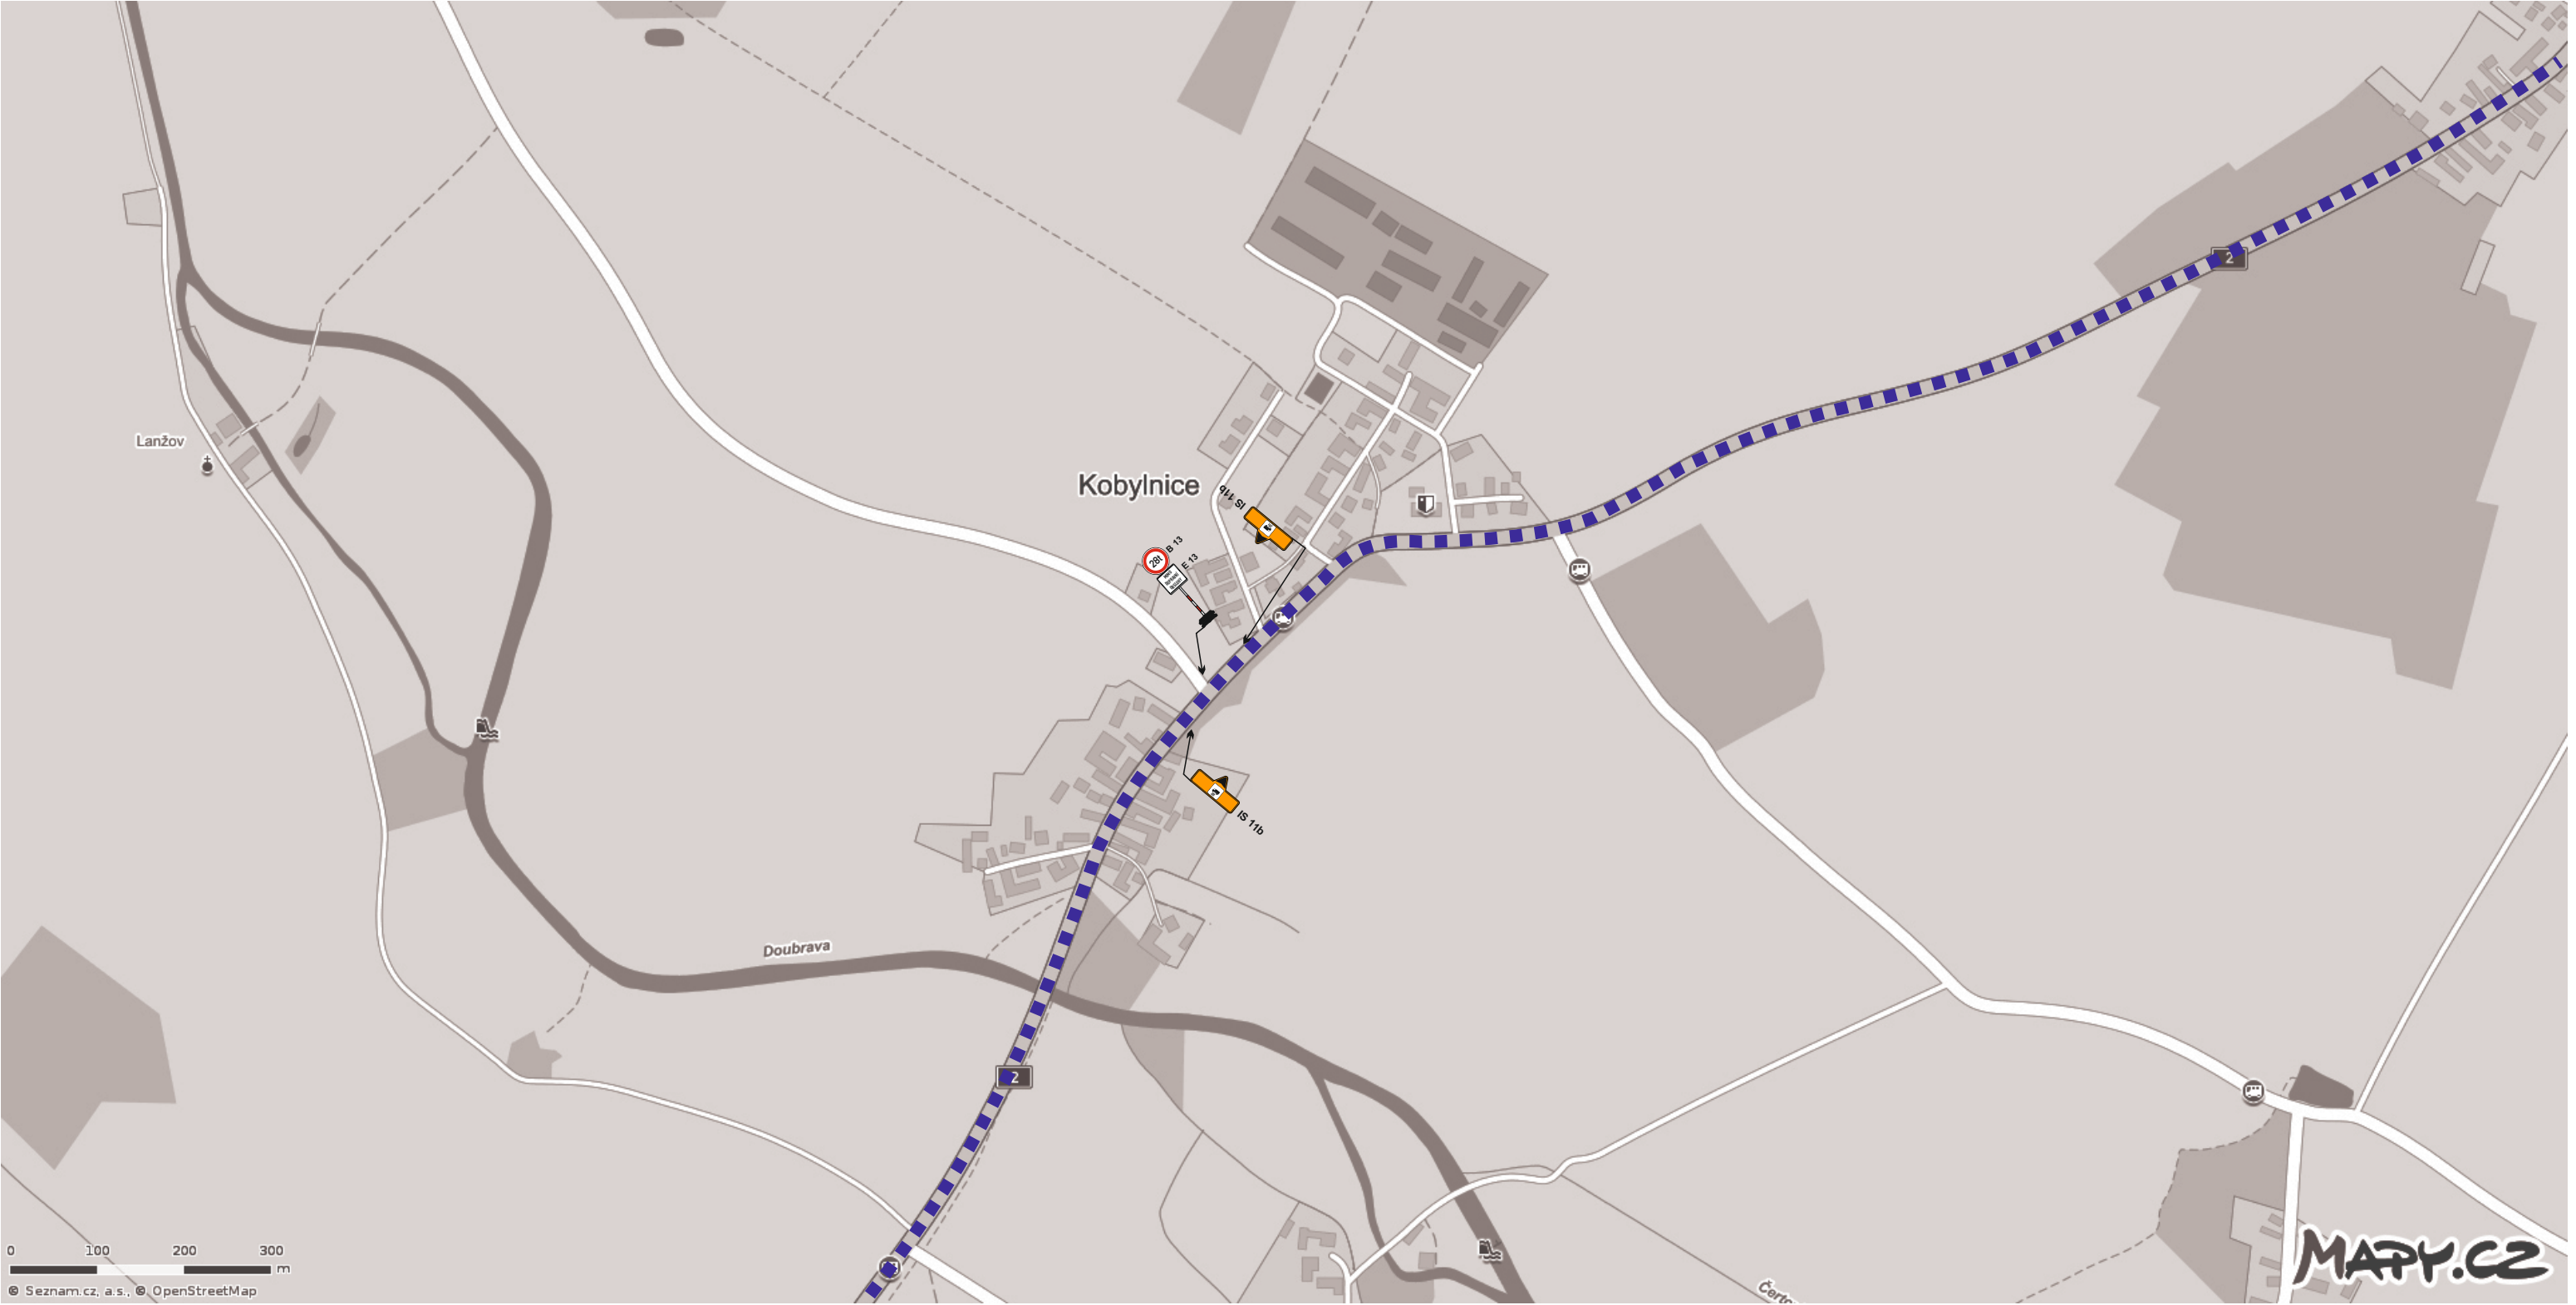 2
Lanžov
Kobylnice
IS 11b
28t
B 13
E 13
IS 11b
Doubrava
2
0 100 200 300 m
© Seznam.cz, a.s., © OpenStreetMap
MAPY.CZ